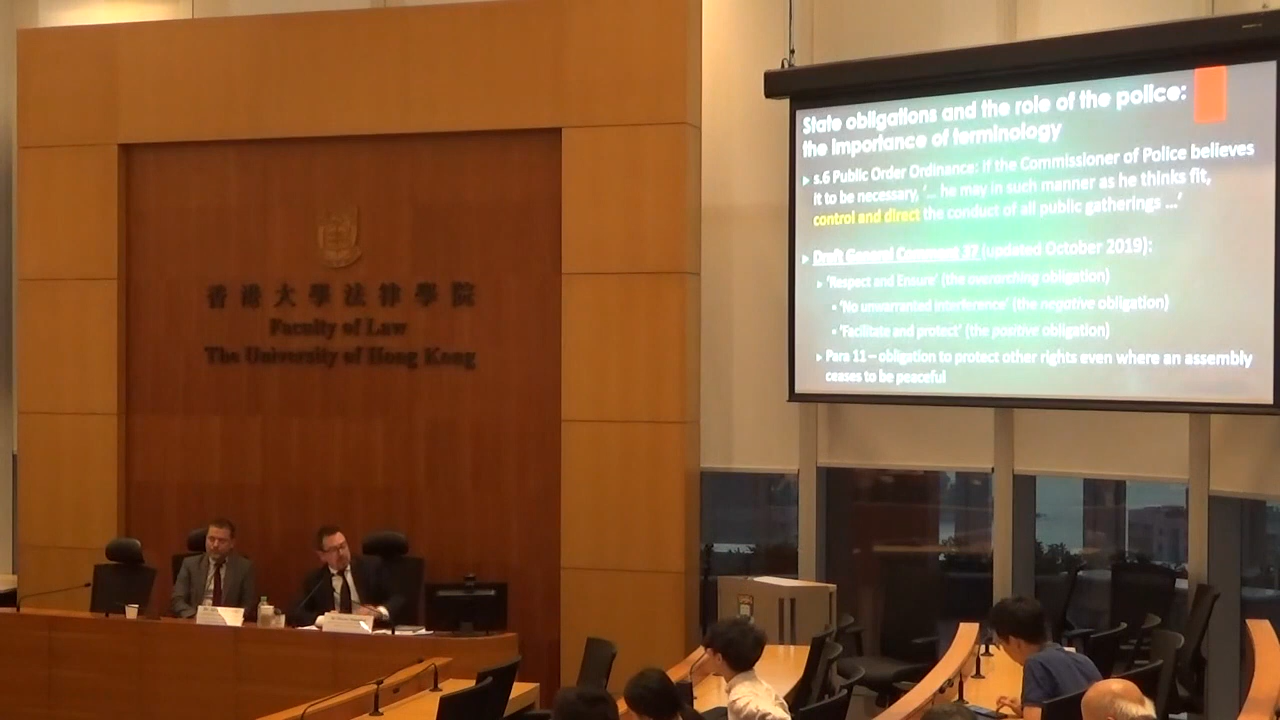 香港大學法律學院
Faculty of Law
The University of Hong Kong
State obligations and the role of the police:
the importance of terminology
s.6 Public Order Ordinance: if the Commissioner of Police believes
it to be necessary, '... he may in such manner as he thinks fit,
control and direct the conduct of all public gatherings ...'
Draft General Comment 37 (updated October 2019):
'Respect and Ensure' (the overarching obligation)
'No unwarranted interference' (the negative obligation)
'Facilitate and protect' (the positive obligation)
Para 11 – obligation to protect other rights even where an assembly
ceases to be peaceful